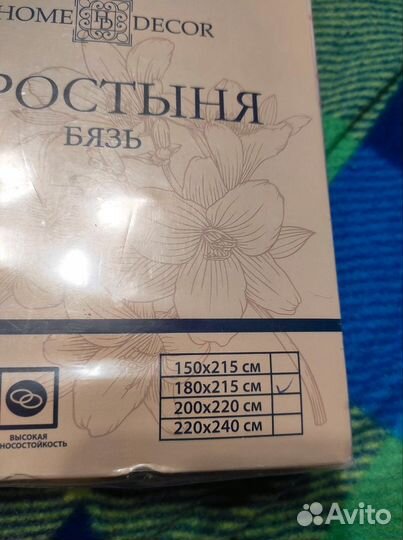 HOME DECOR
РОСТЫНЯ
БЯЗЬ
150х215 см
180х215 см ✓
200х220 см
220х240 см
ВЫСОКАЯ
НОСОСТОЙКОСТЬ
Avito